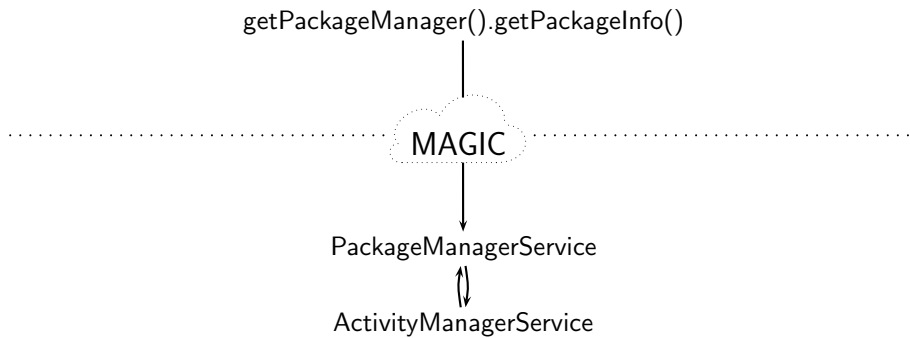 getPackageManager().getPackageInfo()
MAGIC
PackageManagerService
ActivityManagerService